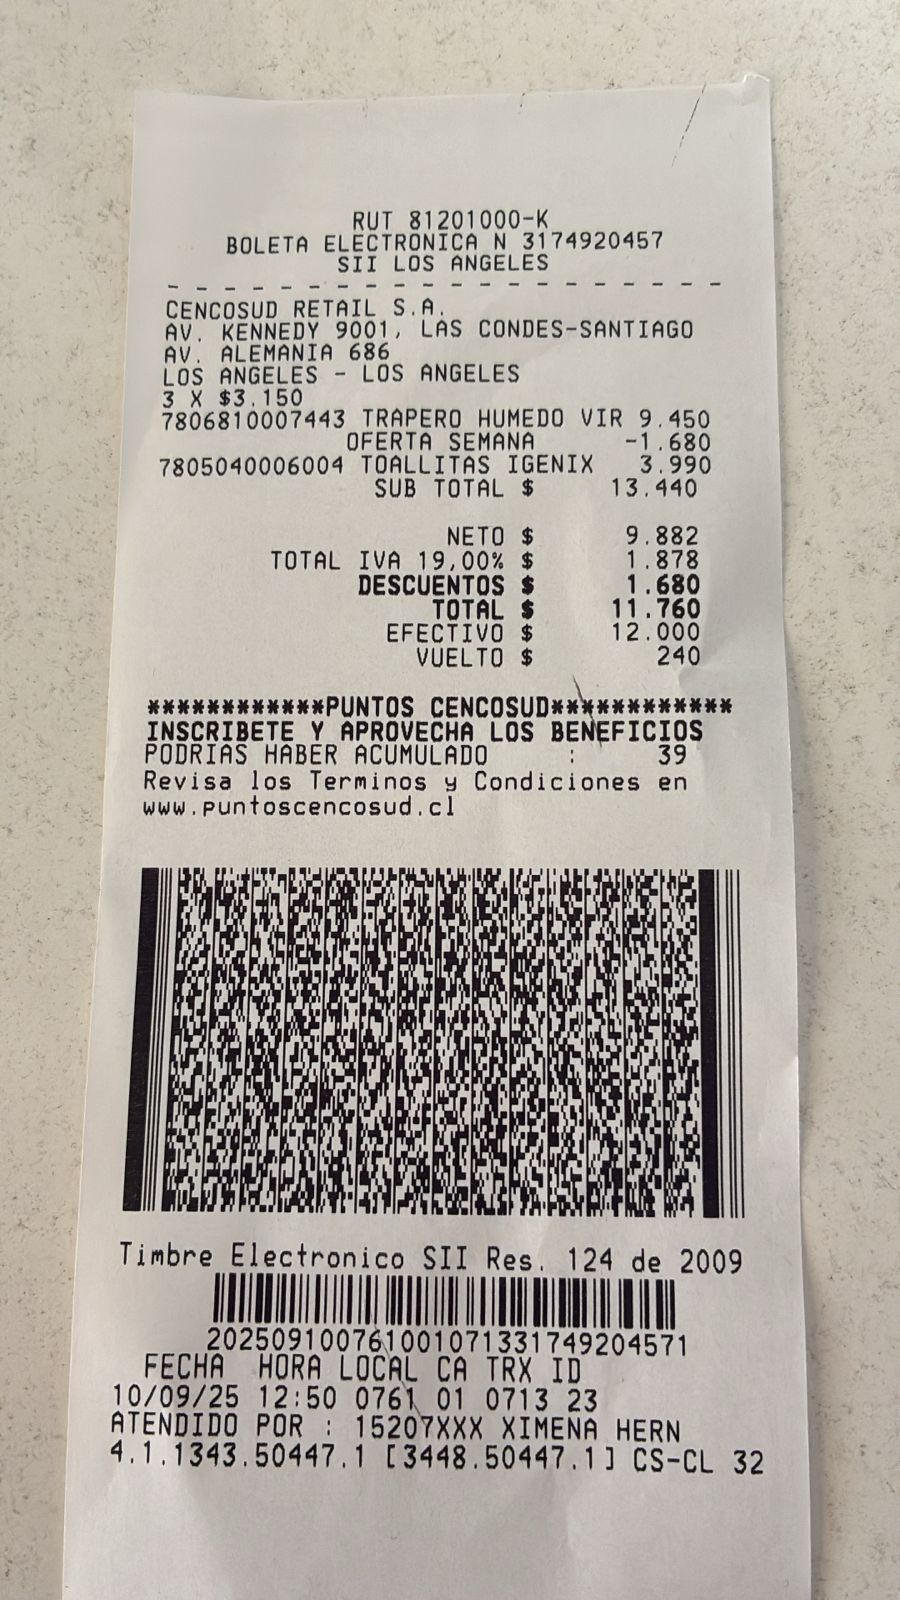 RUT 81201000-K
BOLETA ELECTRONICA N 3174920457
SII LOS ANGELES
- - - - - - - - - - - - - - - - - - - -
CENCOSUD RETAIL S.A.
AV. KENNEDY 9001, LAS CONDES-SANTIAGO
AV. ALEMANIA 686
LOS ANGELES - LOS ANGELES
3 X $3.150
7806810007443 TRAPERO HUMEDO VIR 9.450
OFERTA SEMANA -1.680
7805040006004 TOALLITAS IGENIX 3.990
SUB TOTAL $ 13.440
NETO $ 9.882
TOTAL IVA 19,00% $ 1.878
DESCUENTOS $ 1.680
TOTAL $ 11.760
EFECTIVO $ 12.000
VUELTO $ 240
************PUNTOS CENCOSUD************
INSCRIBETE Y APROVECHA LOS BENEFICIOS
PODRIAS HABER ACUMULADO : 39
Revisa los Terminos y Condiciones en
www.puntoscencosud.cl
Timbre Electronico SII Res. 124 de 2009
202509100761001071331749204571
FECHA HORA LOCAL CA TRX ID
10/09/25 12:50 0761 01 0713 23
ATENDIDO POR : 15207XXX XIMENA HERN
4.1.1343.50447.1 [3448.50447.1] CS-CL 32